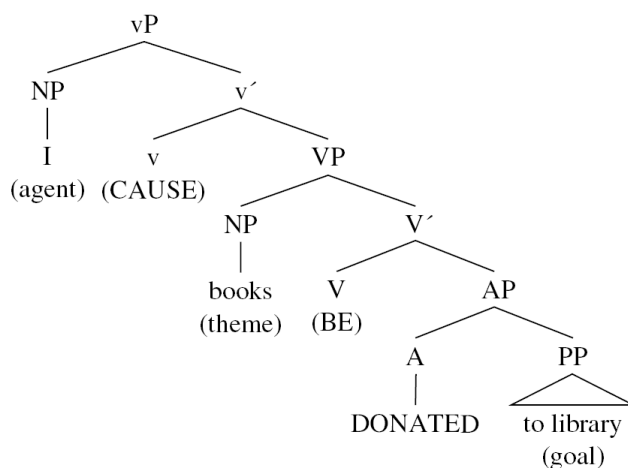 vP
NP v´
I v VP
(agent) (CAUSE)
NP V´
books V AP
(theme) (BE)
A PP
DONATED to library
(goal)